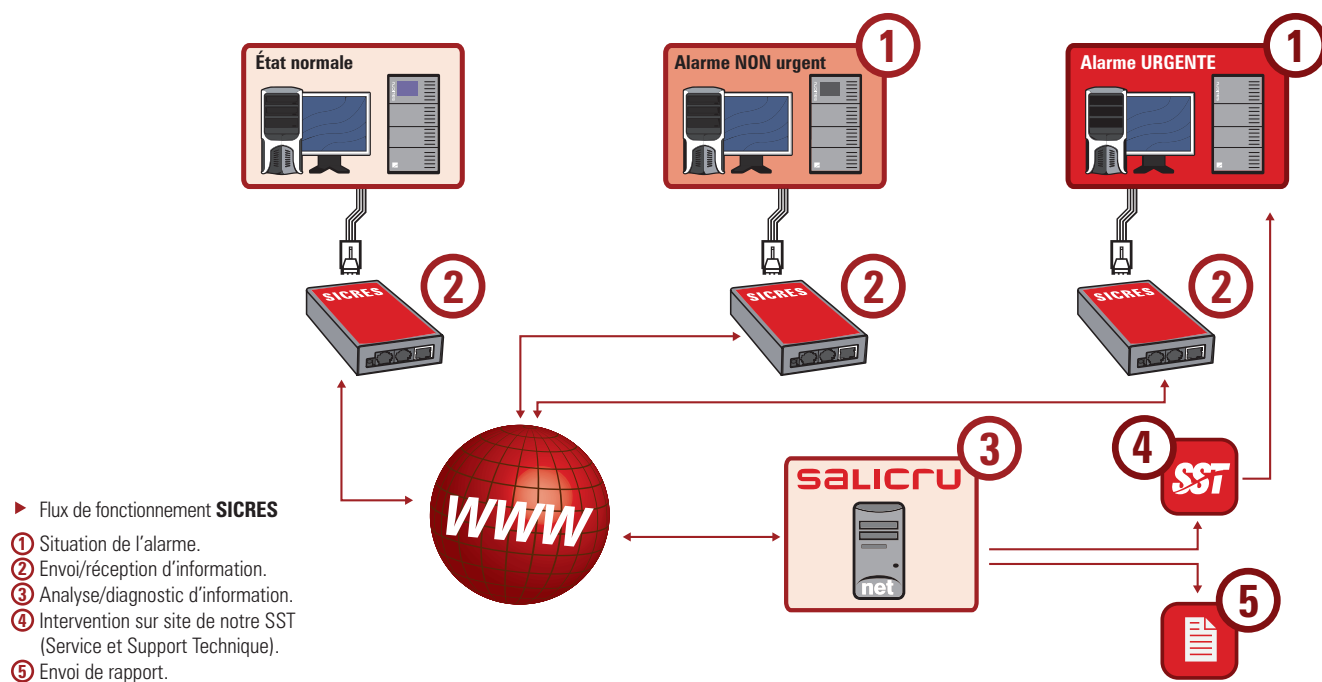 État normale
Alarme NON urgent
1
Alarme URGENTE
1
SICRES
2
SICRES
2
SICRES
2
WWW
SALICRU
net
3
4
SST
5
Flux de fonctionnement SICRES
1 Situation de l'alarme.
2 Envoi/réception d'information.
3 Analyse/diagnostic d'information.
4 Intervention sur site de notre SST
(Service et Support Technique).
5 Envoi de rapport.